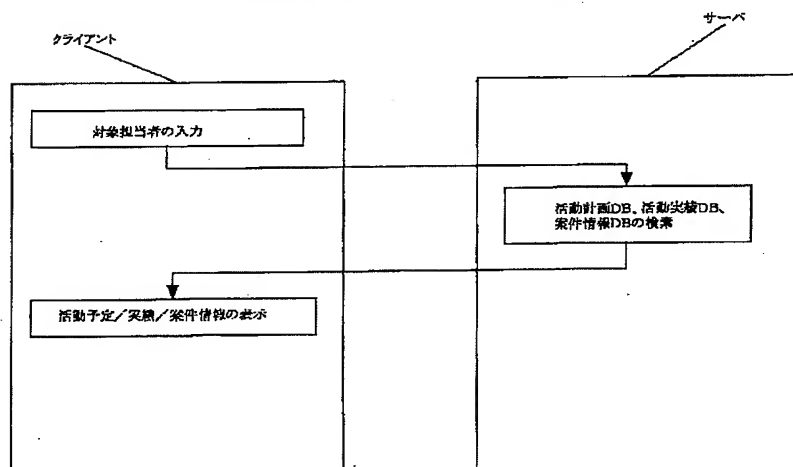 クライアント
サーバ
対象担当者の入力
活動計画DB、活動実績DB、
案件情報DBの検索
活動予定／実績／案件情報の表示